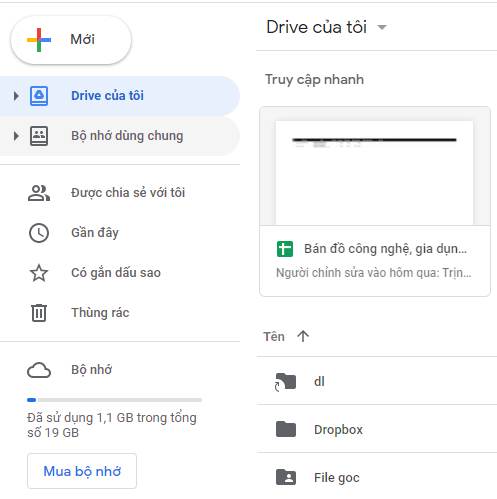 Mới
Drive của tôi
Bộ nhớ dùng chung
Được chia sẻ với tôi
Gần đây
Có gắn dấu sao
Thùng rác
Bộ nhớ
Đã sử dụng 1,1 GB trong tổng
số 19 GB
Mua bộ nhớ
Drive của tôi
Truy cập nhanh
Bán đồ công nghệ, gia dụn...
Người chỉnh sửa vào hôm qua: Trịn...
Tên
dl
Dropbox
File goc